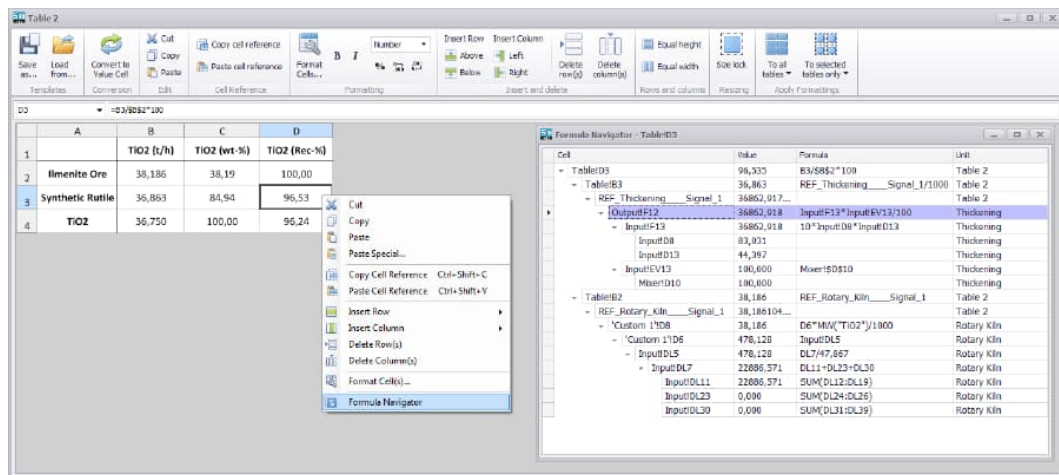 Table 2
Save as... Load from... Convert to Value Cell Cut Copy Paste Copy cell reference Paste cell reference Format Cells... B I Number % Insert Row Insert Column Above Left Below Right Delete row(s) Delete column(s) Equal height Equal width Size lock To all tables To selected tables only
Templates Conversion Edit Cell Reference Formatting Insert and delete Rows and columns Resizing Apply Formattings
D3 =B3/$B$2*100
A B C D
1 TiO2 (t/h) TiO2 (wt-%) TiO2 (Rec-%)
2 Ilmenite Ore 38,186 38,19 100,00
3 Synthetic Rutile 36,863 84,94 96,53
4 TiO2 36,750 100,00 96,24
Cut
Copy
Paste
Paste Special...
Copy Cell Reference Ctrl+Shift+C
Paste Cell Reference Ctrl+Shift+V
Insert Row
Insert Column
Delete Row(s)
Delete Column(s)
Format Cell(s)...
Formula Navigator
Formula Navigator - Table!D3
Cell Value Formula Unit
Table!D3 96,535 B3/$B$2*100 Table 2
Table!B3 36,863 REF_Thickening____Signal_1/1000 Table 2
REF_Thickening____Signal_1 36862,917... Table 2
Output!F12 36862,918 Input!F13*Input!EV13/100 Thickening
Input!F13 36862,918 10*Input!D8*Input!D13 Thickening
Input!D8 83,031 Thickening
Input!D13 44,397 Thickening
Input!EV13 100,000 Mixer!$D$10 Thickening
Mixer!D10 100,000 Thickening
Table!B2 38,186 REF_Rotary_Kiln____Signal_1 Table 2
REF_Rotary_Kiln____Signal_1 38,186104... Table 2
'Custom 1'!D8 38,186 D6*MW("TiO2")/1000 Rotary Kiln
'Custom 1'!D6 478,128 Input!DL5 Rotary Kiln
Input!DL5 478,128 DL7/47,867 Rotary Kiln
Input!DL7 22886,571 DL11+DL23+DL30 Rotary Kiln
Input!DL11 22886,571 SUM(DL12:DL19) Rotary Kiln
Input!DL23 0,000 SUM(DL24:DL26) Rotary Kiln
Input!DL30 0,000 SUM(DL31:DL39) Rotary Kiln